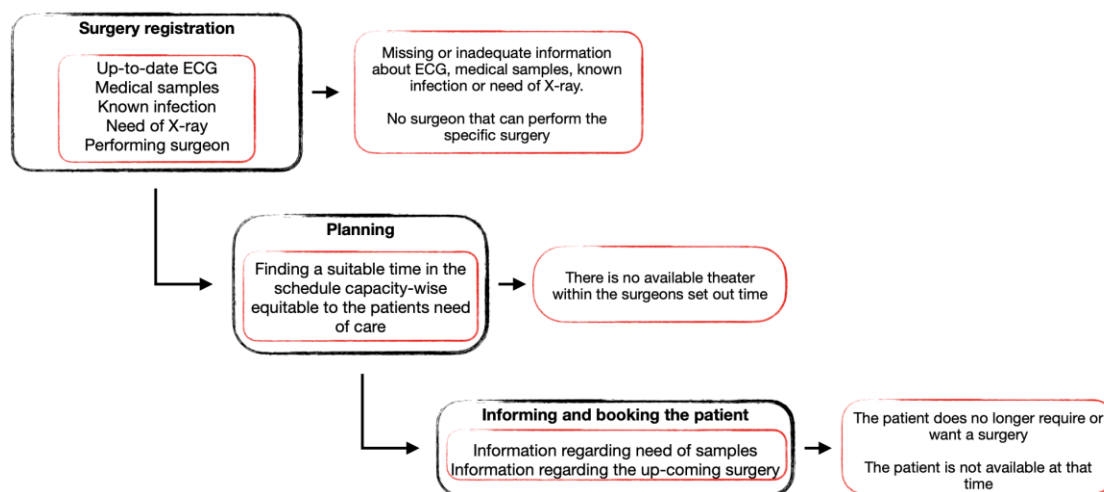 Surgery registration
Up-to-date ECG
Medical samples
Known infection
Need of X-ray
Performing surgeon
Missing or inadequate information
about ECG, medical samples, known
infection or need of X-ray.
No surgeon that can perform the
specific surgery
Planning
Finding a suitable time in the
schedule capacity-wise
equitable to the patients need
of care
There is no available theater
within the surgeons set out time
Informing and booking the patient
Information regarding need of samples
Information regarding the up-coming surgery
The patient does no longer require or
want a surgery
The patient is not available at that
time